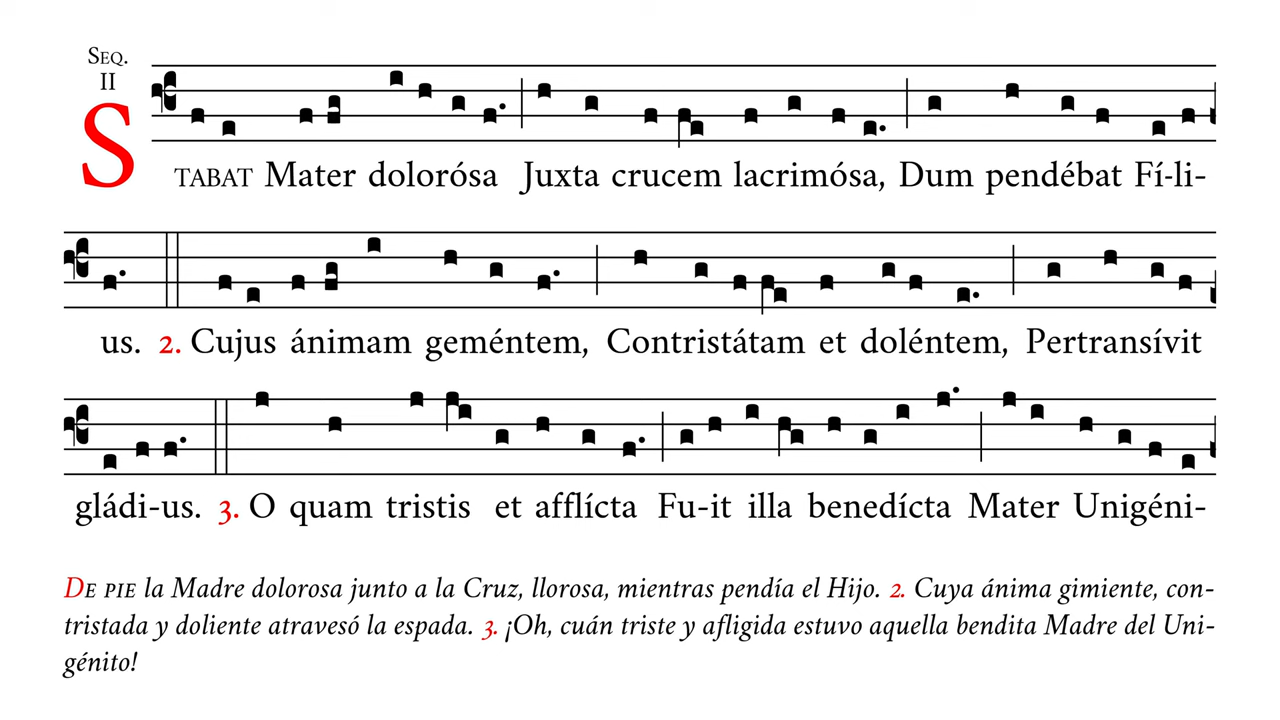 Seq.
II
STABAT Mater dolorósa Juxta crucem lacrimósa, Dum pendébat Fí-li-
us. 2. Cujus ánimam geméntem, Contristátam et doléntem, Pertransívit
gládi-us. 3. O quam tristis et afflícta Fu-it illa benedícta Mater Unigéni-
De pie la Madre dolorosa junto a la Cruz, llorosa, mientras pendía el Hijo. 2. Cuya ánima gimiente, con-
tristada y doliente atravesó la espada. 3. ¡Oh, cuán triste y afligida estuvo aquella bendita Madre del Uni-
génito!